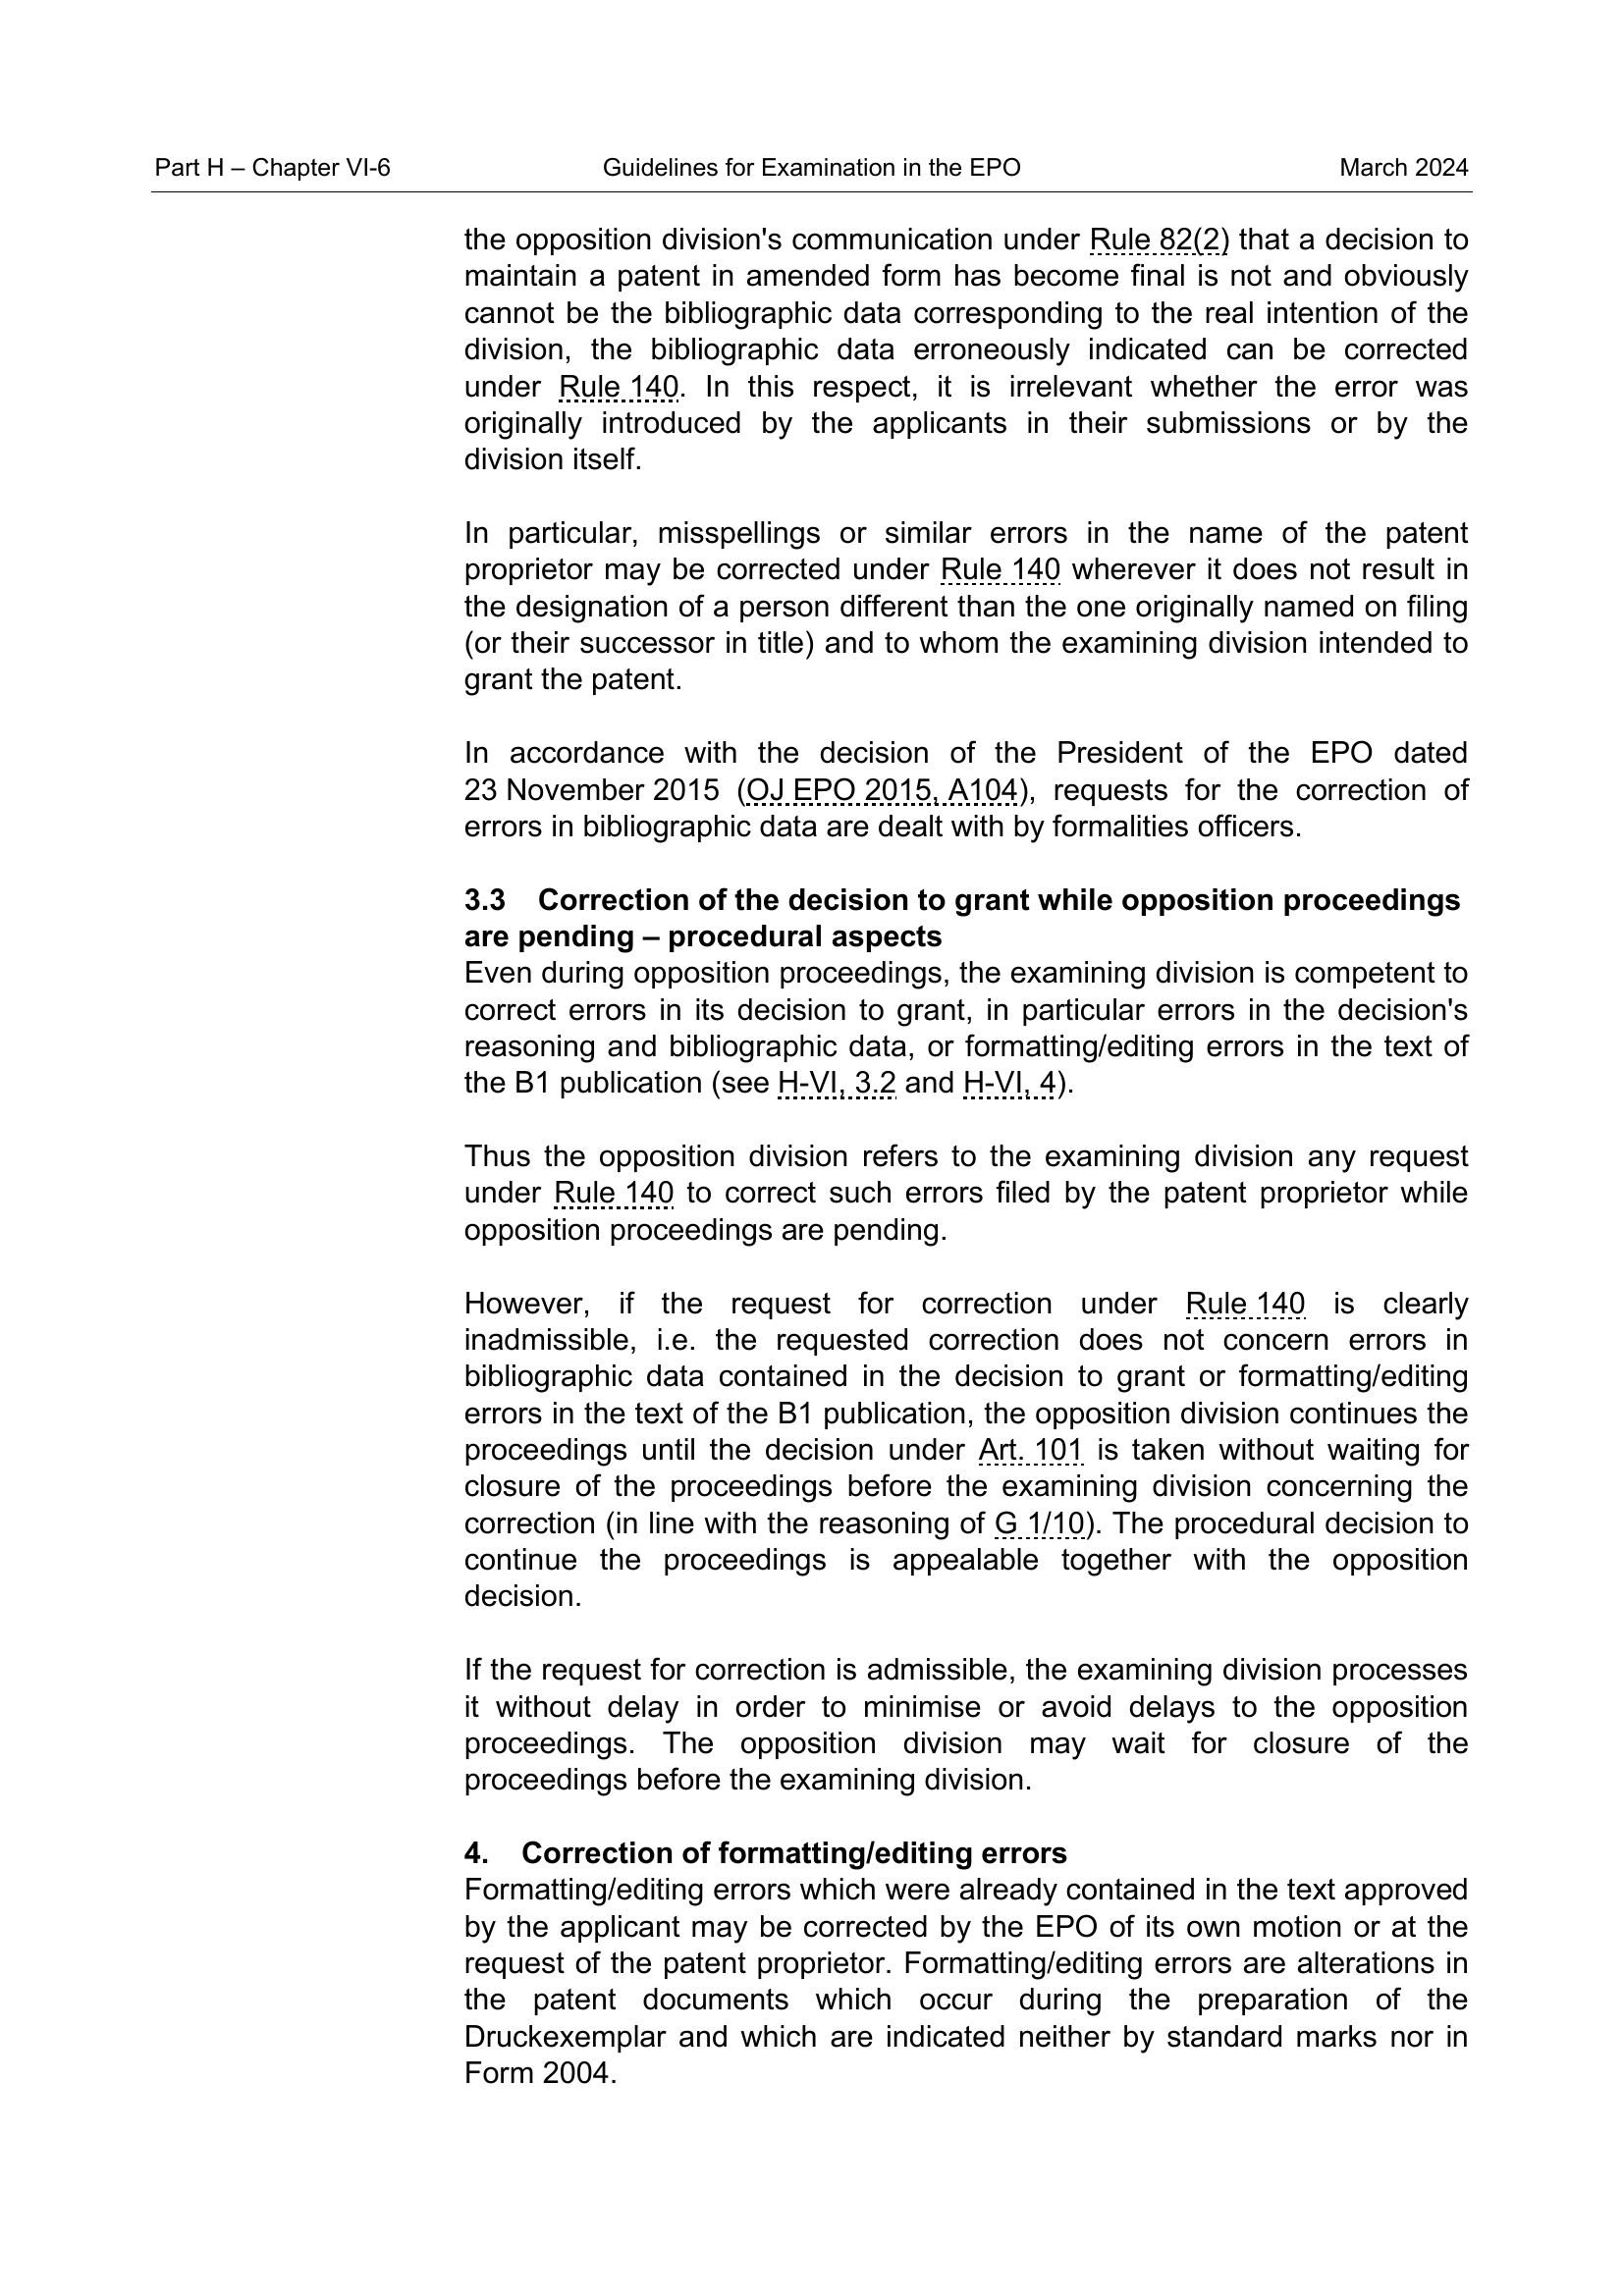 Part H – Chapter VI-6 Guidelines for Examination in the EPO March 2024
the opposition division's communication under Rule 82(2) that a decision to
maintain a patent in amended form has become final is not and obviously
cannot be the bibliographic data corresponding to the real intention of the
division, the bibliographic data erroneously indicated can be corrected
under Rule 140. In this respect, it is irrelevant whether the error was
originally introduced by the applicants in their submissions or by the
division itself.
In particular, misspellings or similar errors in the name of the patent
proprietor may be corrected under Rule 140 wherever it does not result in
the designation of a person different than the one originally named on filing
(or their successor in title) and to whom the examining division intended to
grant the patent.
In accordance with the decision of the President of the EPO dated
23 November 2015 (OJ EPO 2015, A104), requests for the correction of
errors in bibliographic data are dealt with by formalities officers.
3.3 Correction of the decision to grant while opposition proceedings
are pending – procedural aspects
Even during opposition proceedings, the examining division is competent to
correct errors in its decision to grant, in particular errors in the decision's
reasoning and bibliographic data, or formatting/editing errors in the text of
the B1 publication (see H-VI, 3.2 and H-VI, 4).
Thus the opposition division refers to the examining division any request
under Rule 140 to correct such errors filed by the patent proprietor while
opposition proceedings are pending.
However, if the request for correction under Rule 140 is clearly
inadmissible, i.e. the requested correction does not concern errors in
bibliographic data contained in the decision to grant or formatting/editing
errors in the text of the B1 publication, the opposition division continues the
proceedings until the decision under Art. 101 is taken without waiting for
closure of the proceedings before the examining division concerning the
correction (in line with the reasoning of G 1/10). The procedural decision to
continue the proceedings is appealable together with the opposition
decision.
If the request for correction is admissible, the examining division processes
it without delay in order to minimise or avoid delays to the opposition
proceedings. The opposition division may wait for closure of the
proceedings before the examining division.
4. Correction of formatting/editing errors
Formatting/editing errors which were already contained in the text approved
by the applicant may be corrected by the EPO of its own motion or at the
request of the patent proprietor. Formatting/editing errors are alterations in
the patent documents which occur during the preparation of the
Druckexemplar and which are indicated neither by standard marks nor in
Form 2004.